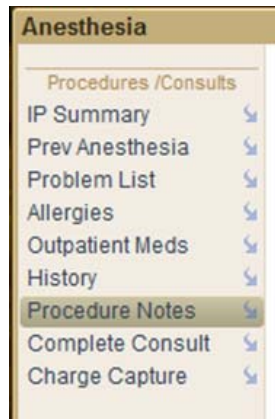 Anesthesia
Procedures /Consults
IP Summary
Prev Anesthesia
Problem List
Allergies
Outpatient Meds
History
Procedure Notes
Complete Consult
Charge Capture